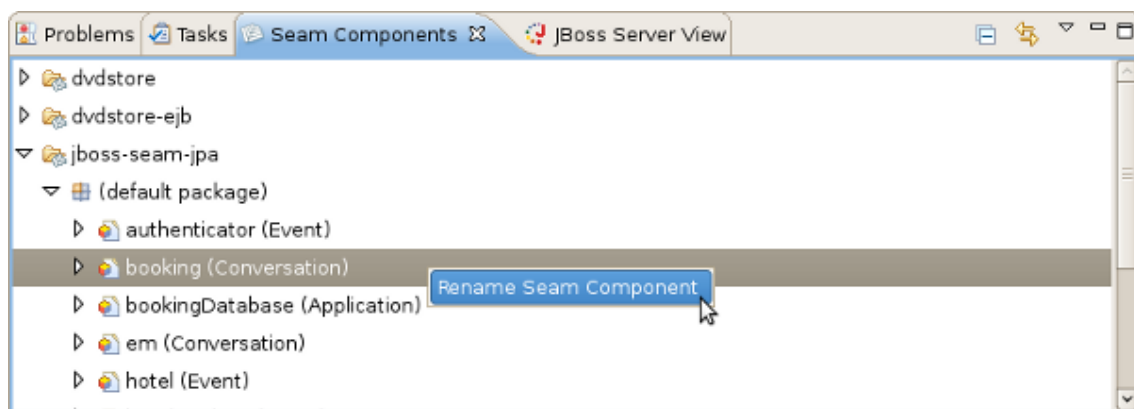 Problems Tasks Seam Components JBoss Server View
dvdstore
dvdstore-ejb
jboss-seam-jpa
(default package)
authenticator (Event)
booking (Conversation)
Rename Seam Component
bookingDatabase (Application)
em (Conversation)
hotel (Event)